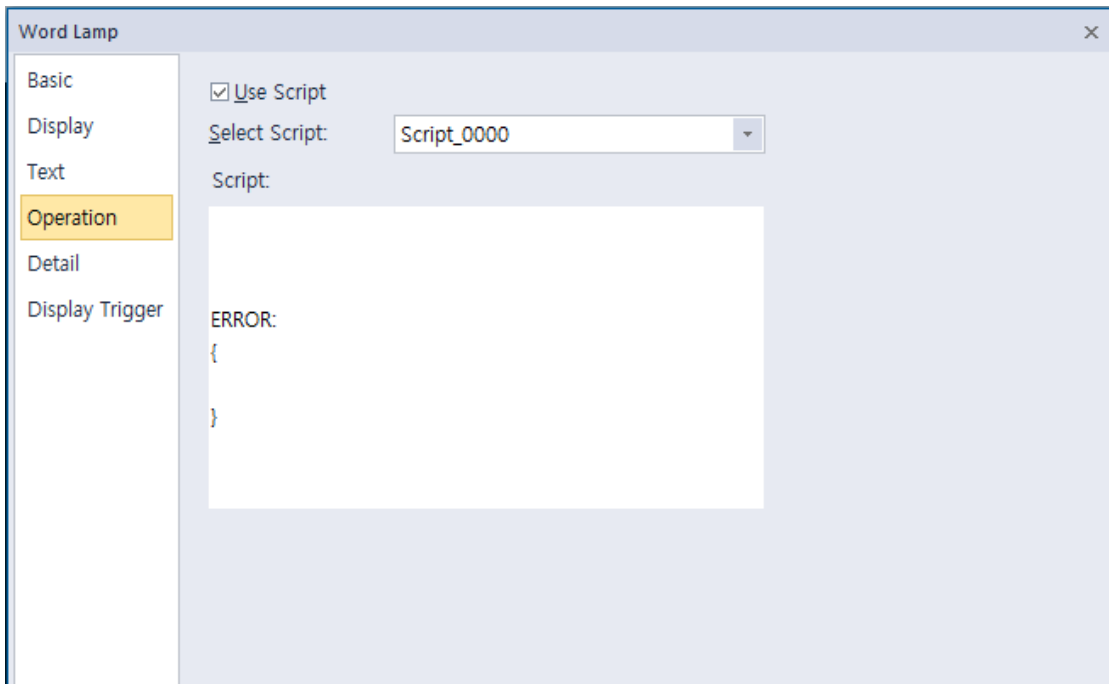 Word Lamp
Basic
Display
Text
Operation
Detail
Display Trigger
Use Script
Select Script: Script_0000
Script:
ERROR:
{
}